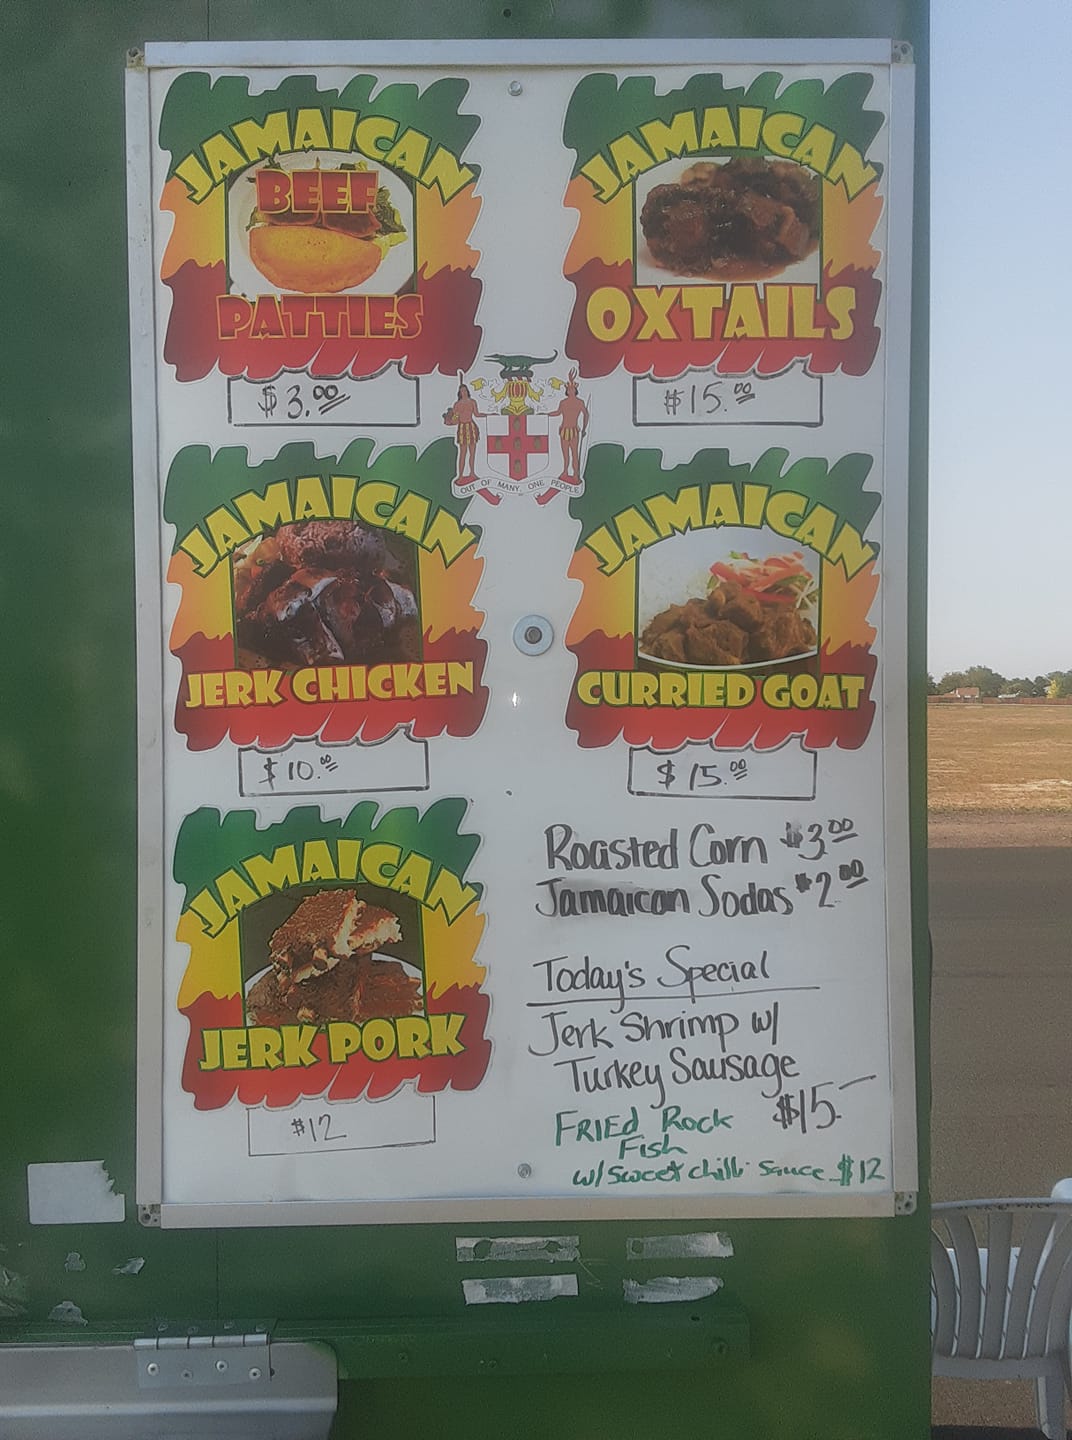 JAMAICAN
BEEF
PATTIES
$3.00
JAMAICAN
OXTAILS
$15.00
OUT OF MANY, ONE PEOPLE
JAMAICAN
JERK CHICKEN
$10.00
JAMAICAN
CURRIED GOAT
$15.00
JAMAICAN
JERK PORK
$12
Roasted Corn $3.00
Jamaican Sodas $2.00
Today's Special
Jerk Shrimp w/
Turkey Sausage
$15.-
FRIEd Rock
Fish
w/ sweet chilli sauce $12